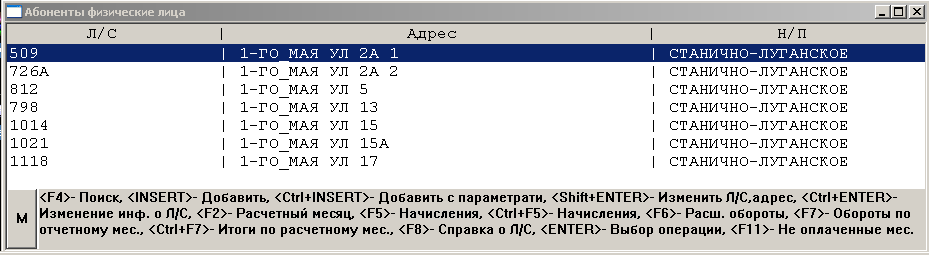 Абоненты физические лица
Л/С | Адрес | Н/П
509 | 1-ГО_МАЯ УЛ 2А 1 | СТАНИЧНО-ЛУГАНСКОЕ
726А | 1-ГО_МАЯ УЛ 2А 2 | СТАНИЧНО-ЛУГАНСКОЕ
812 | 1-ГО_МАЯ УЛ 5 | СТАНИЧНО-ЛУГАНСКОЕ
798 | 1-ГО_МАЯ УЛ 13 | СТАНИЧНО-ЛУГАНСКОЕ
1014 | 1-ГО_МАЯ УЛ 15 | СТАНИЧНО-ЛУГАНСКОЕ
1021 | 1-ГО_МАЯ УЛ 15А | СТАНИЧНО-ЛУГАНСКОЕ
1118 | 1-ГО_МАЯ УЛ 17 | СТАНИЧНО-ЛУГАНСКОЕ
М
<F4>- Поиск, <INSERT>- Добавить, <Ctrl+INSERT>- Добавить с параметрати, <Shift+ENTER>- Изменить Л/С,адрес, <Ctrl+ENTER>-
Изменение инф. о Л/С, <F2>- Расчетный месяц, <F5>- Начисления, <Ctrl+F5>- Начисления, <F6>- Расш. обороты, <F7>- Обороты по
отчетному мес., <Ctrl+F7>- Итоги по расчетному мес., <F8>- Справка о Л/С, <ENTER>- Выбор операции, <F11>- Не оплаченные мес.